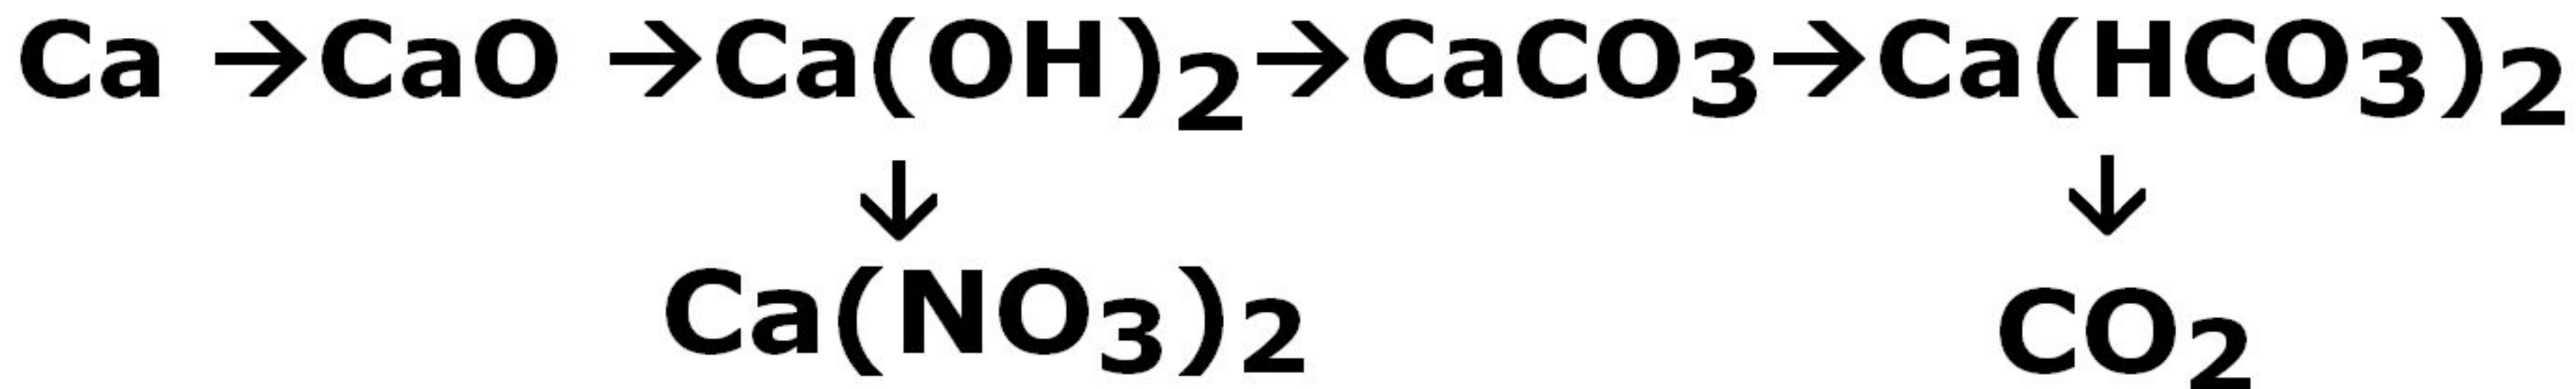 Ca →CaO →Ca(OH)2→CaCO3→Ca(HCO3)2
↓ ↓
Ca(NO3)2 CO2